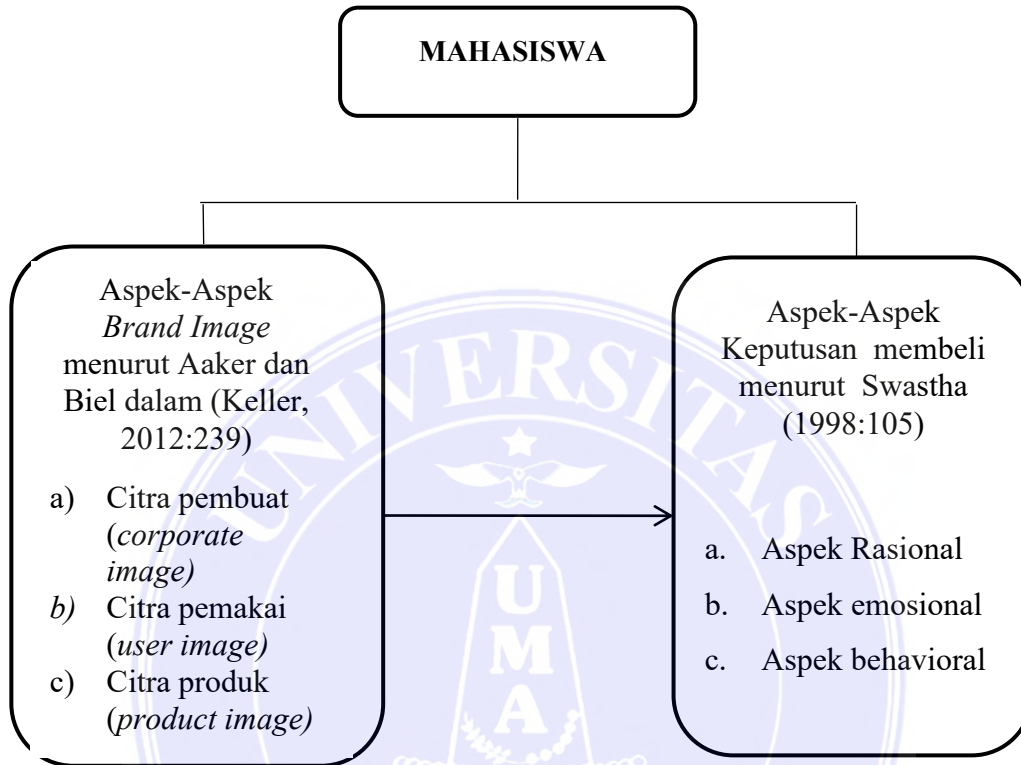 MAHASISWA
Aspek-Aspek
Brand Image
menurut Aaker dan
Biel dalam (Keller,
2012:239)
a) Citra pembuat
(corporate
image)
b) Citra pemakai
(user image)
c) Citra produk
(product image)
Aspek-Aspek
Keputusan membeli
menurut Swastha
(1998:105)
a. Aspek Rasional
b. Aspek emosional
c. Aspek behavioral
UNIVERSITAS
U
M
A